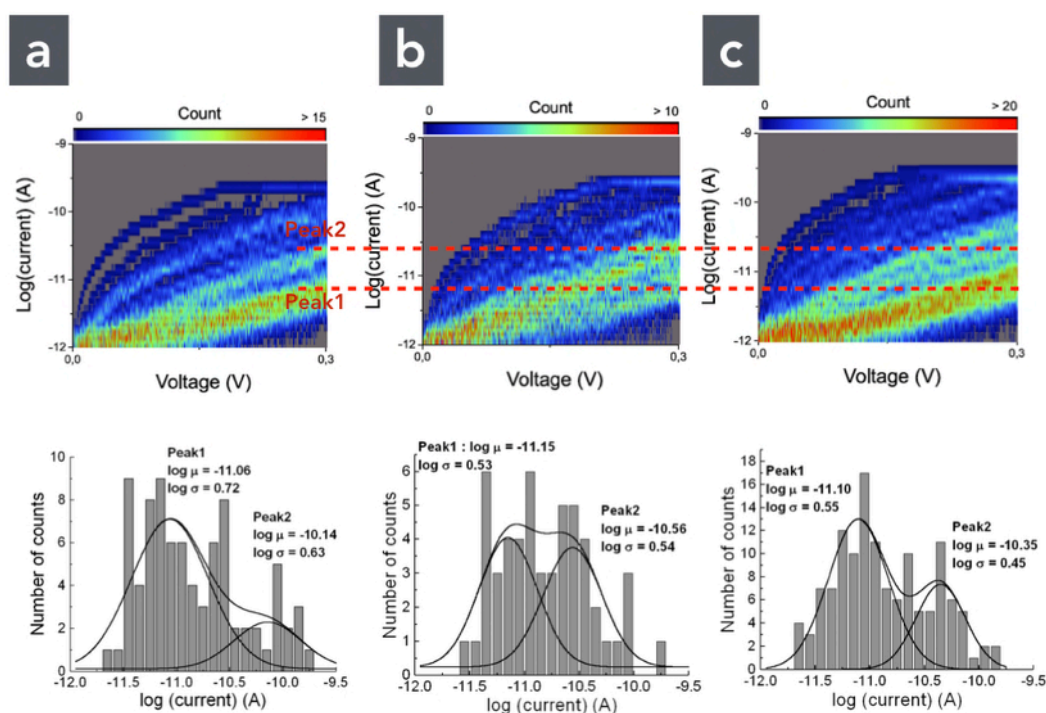 a
b
c
Count
0
> 15
-9
-10
-11
-12
Log(current) (A)
0,0
0,3
Voltage (V)
Peak2
Peak1
Count
0
> 10
-9
-10
-11
-12
Log(current) (A)
0,0
0,3
Voltage (V)
Count
0
> 20
-9
-10
-11
-12
Log(current) (A)
0,0
0,3
Voltage (V)
Peak1
log μ = -11.06
log σ = 0.72
Peak2
log μ = -10.14
log σ = 0.63
10
8
6
4
2
0
Number of counts
-12.0 -11.5 -11.0 -10.5 -10.0 -9.5
log (current) (A)
Peak1 : log μ = -11.15
log σ = 0.53
Peak2
log μ = -10.56
log σ = 0.54
6
5
4
3
2
1
0
Number of counts
-12.0 -11.5 -11.0 -10.5 -10.0 -9.5
log (current) (A)
Peak1
log μ = -11.10
log σ = 0.55
Peak2
log μ = -10.35
log σ = 0.45
18
16
14
12
10
8
6
4
2
0
Number of counts
-12.0 -11.5 -11.0 -10.5 -10.0 -9.5
log (current) (A)